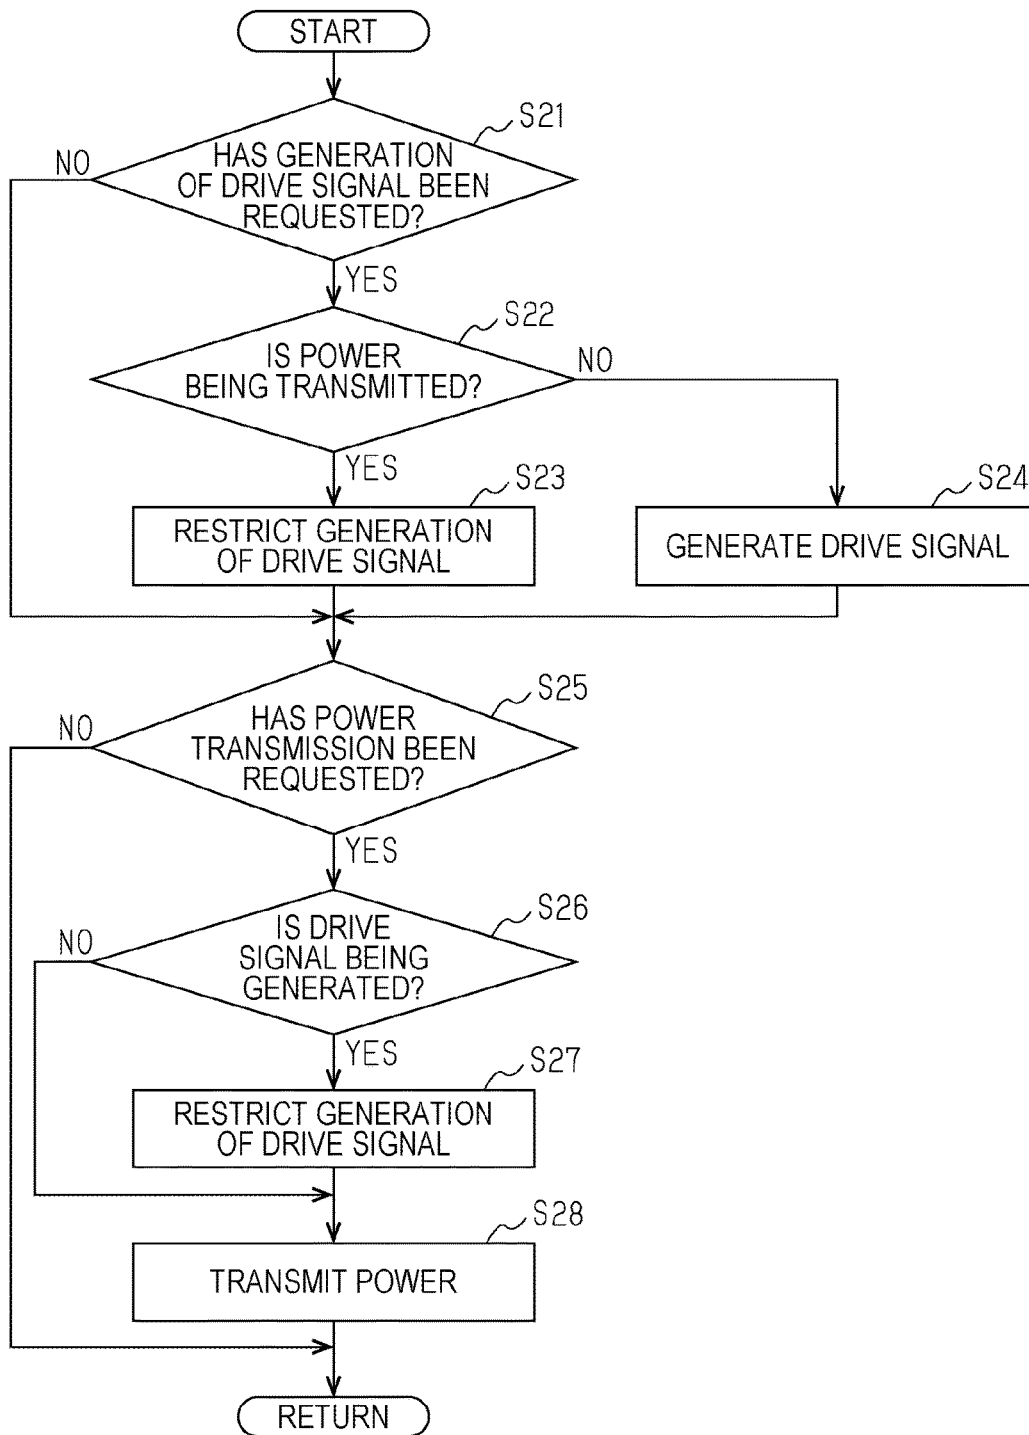 START
S21
NO
HAS GENERATION
OF DRIVE SIGNAL BEEN
REQUESTED?
YES
S22
IS POWER
BEING TRANSMITTED?
NO
YES
S23
RESTRICT GENERATION
OF DRIVE SIGNAL
S24
GENERATE DRIVE SIGNAL
S25
NO
HAS POWER
TRANSMISSION BEEN
REQUESTED?
YES
S26
NO
IS DRIVE
SIGNAL BEING
GENERATED?
YES
S27
RESTRICT GENERATION
OF DRIVE SIGNAL
S28
TRANSMIT POWER
RETURN